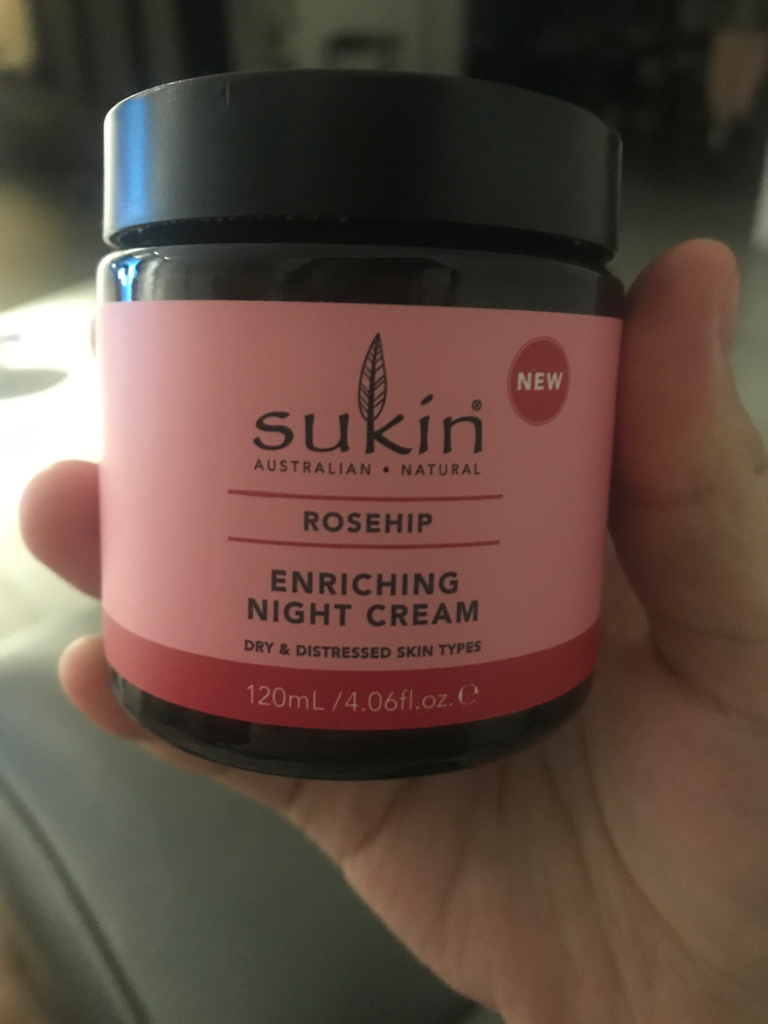 NEW
sukin®
AUSTRALIAN • NATURAL
ROSEHIP
ENRICHING
NIGHT CREAM
DRY & DISTRESSED SKIN TYPES
120mL / 4.06fl.oz. ℮